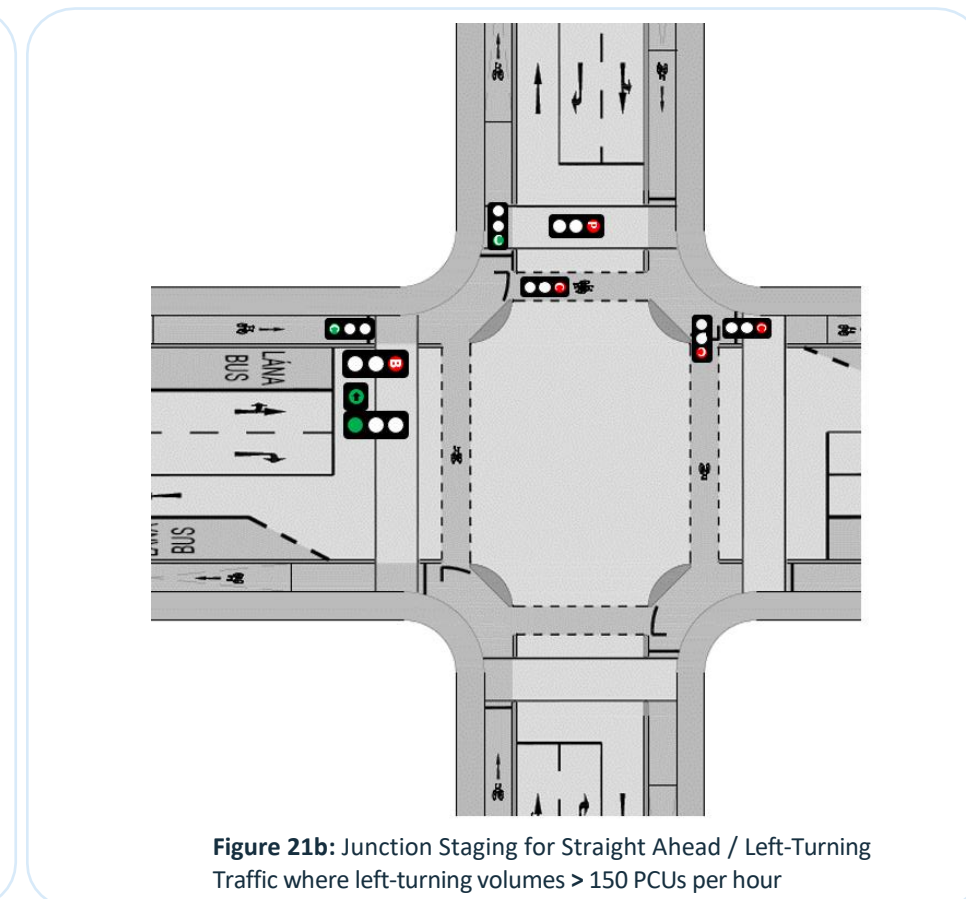 LÁNA
BUS
P
B
BUS
Figure 21b: Junction Staging for Straight Ahead / Left-Turning
Traffic where left-turning volumes > 150 PCUs per hour